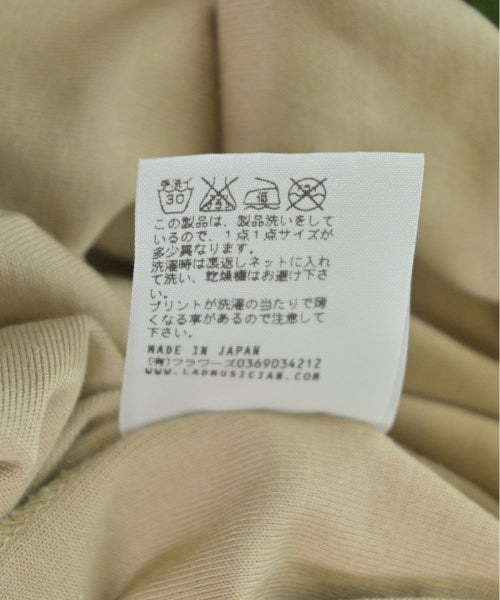 手洗イ
30
低
この製品は、製品洗いをして
いるので、1点1点サイズが
多少異なります。
洗濯時は裏返しネットに入れ
て洗い、乾燥機はお避け下さ
い。
プリントが洗濯の当たりで薄
くなる事があるので注意して
下さい。
MADE IN JAPAN
(有)フラワーズ0369034212
WWW.LADMUSICIAN.COM